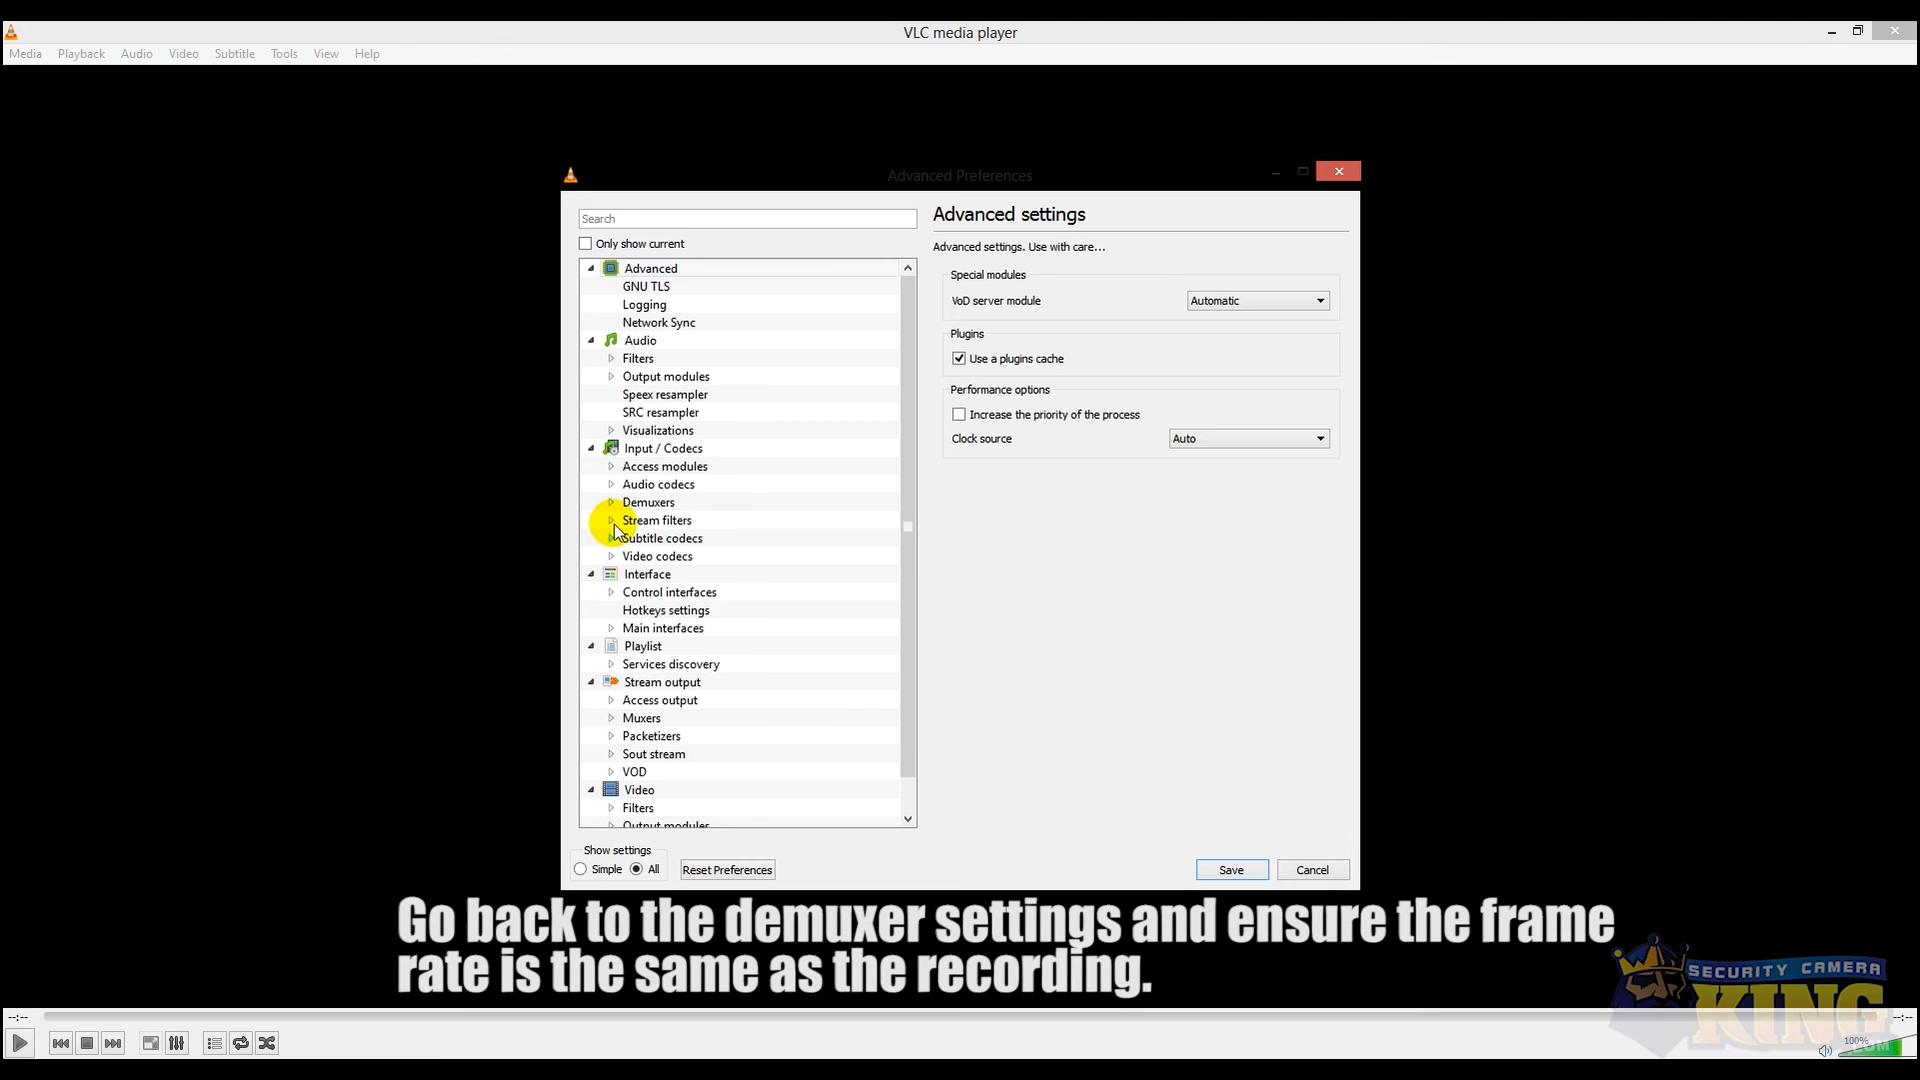 VLC media player
Media Playback Audio Video Subtitle Tools View Help
Advanced Preferences
Search
Only show current
Advanced
GNU TLS
Logging
Network Sync
Audio
Filters
Output modules
Speex resampler
SRC resampler
Visualizations
Input / Codecs
Access modules
Audio codecs
Demuxers
Stream filters
Subtitle codecs
Video codecs
Interface
Control interfaces
Hotkeys settings
Main interfaces
Playlist
Services discovery
Stream output
Access output
Muxers
Packetizers
Sout stream
VOD
Video
Filters
Output modules
Show settings
Simple All Reset Preferences
Advanced settings
Advanced settings. Use with care...
Special modules
VoD server module Automatic
Plugins
Use a plugins cache
Performance options
Increase the priority of the process
Clock source Auto
Save Cancel
Go back to the demuxer settings and ensure the frame
rate is the same as the recording.
SECURITY CAMERA
KING
.COM
--:-- --:--
100%